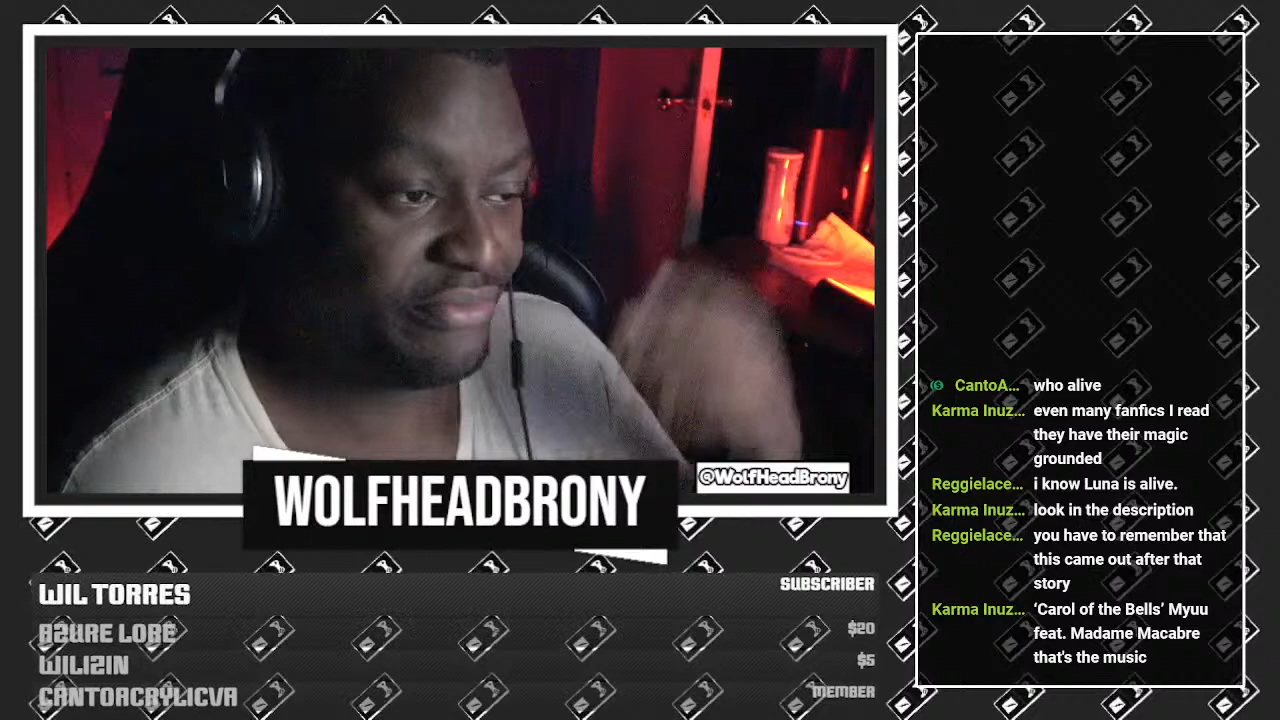 @WolfHeadBrony
WOLFHEADBRONY
WIL TORRES SUBSCRIBER
AZURE LORE $20
WILIZIN $5
CANTOACRYLICVA MEMBER
CantoA... who alive
Karma Inuz... even many fanfics I read
they have their magic
grounded
Reggielace... i know Luna is alive.
Karma Inuz... look in the description
Reggielace... you have to remember that
this came out after that
story
Karma Inuz... ‘Carol of the Bells’ Myuu
feat. Madame Macabre
that's the music